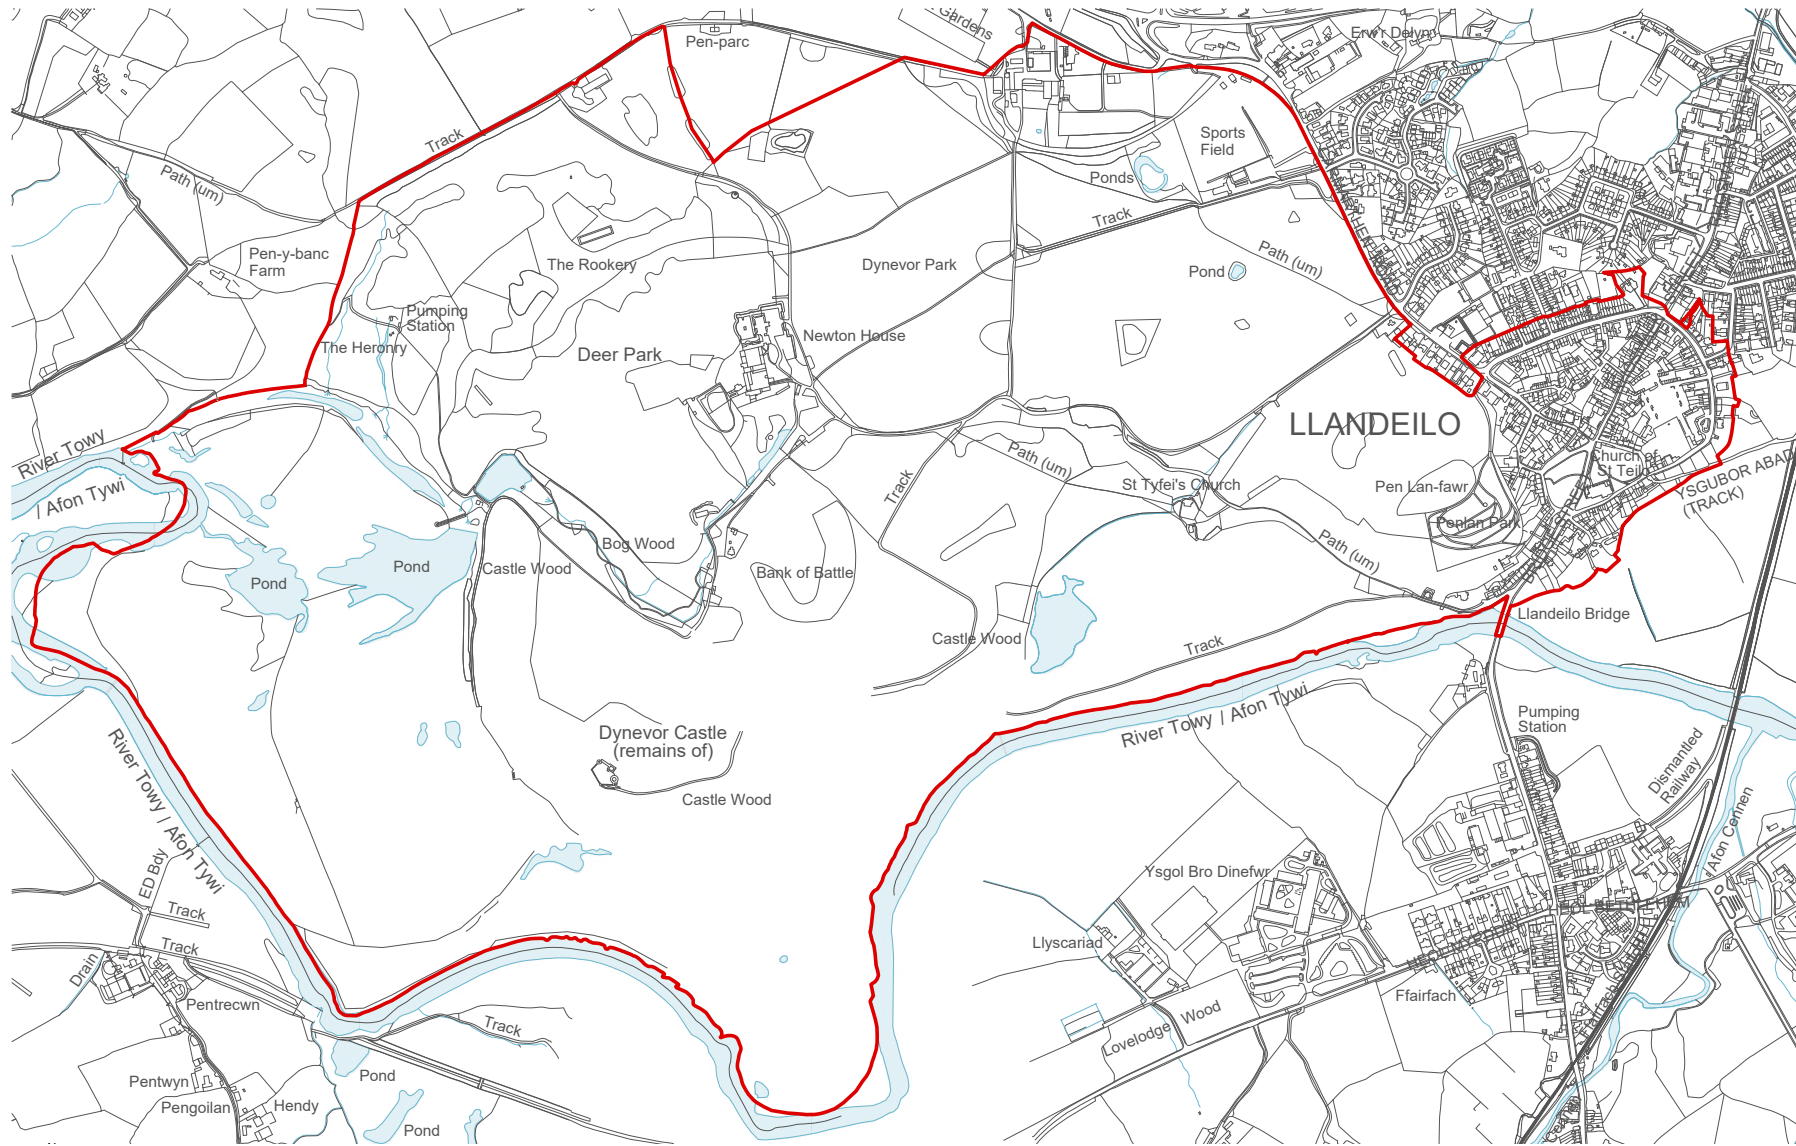 Gardens
Pen-parc
Erw'r Delyn
Track
Sports
Field
Path (um)
Ponds
Track
Pen-y-banc
Farm
The Rookery
Dynevor Park
Path (um)
Pond
Pumping
Station
The Heronry
Deer Park
Newton House
LLANDEILO
River Towy
/ Afon Tywi
Path (um)
Track
St Tyfei's Church
Pen Lan-fawr
Church of
St Teilo
YSGUBOR ABAD
(TRACK)
Penlan Park
Bog Wood
Path (um)
Pond
Pond
Castle Wood
Bank of Battle
Castle Wood
Track
Llandeilo Bridge
River Towy / Afon Tywi
Pumping
Station
Dynevor Castle
(remains of)
Dismantled
Railway
River Towy / Afon Tywi
Castle Wood
Afon Cennen
ED Bdy
Ysgol Bro Dinefwr
Track
Track
Llyscariad
Drain
Pentrecwn
Ffairfach
Ffairfach
Track
Lovelodge Wood
Pond
Pentwyn
Pengoilan
Hendy
Pond